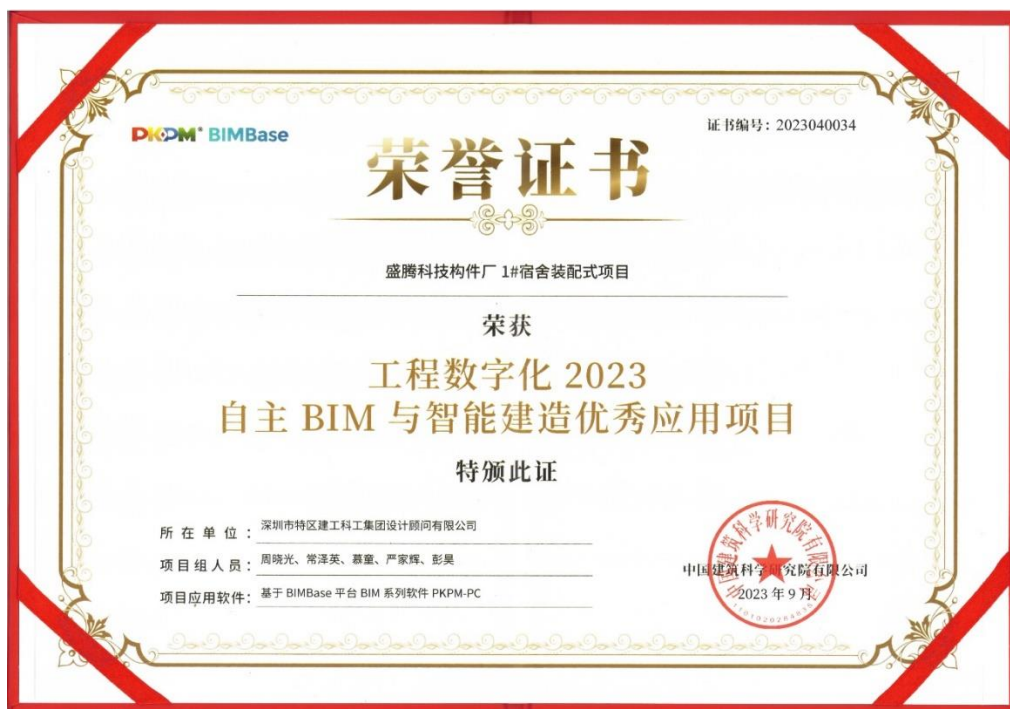 PKPM BIMBase
证书编号：2023040034
荣誉证书
盛腾科技构件厂 1#宿舍装配式项目
荣获
工程数字化 2023
自主 BIM 与智能建造优秀应用项目
特颁此证
所在单位：深圳市特区建工科工集团设计顾问有限公司
项目组人员：周晓光、常泽英、慕童、严家辉、彭昊
项目应用软件：基于 BIMBase 平台 BIM 系列软件 PKPM-PC
中国建筑科学研究院有限公司
2023 年 9 月